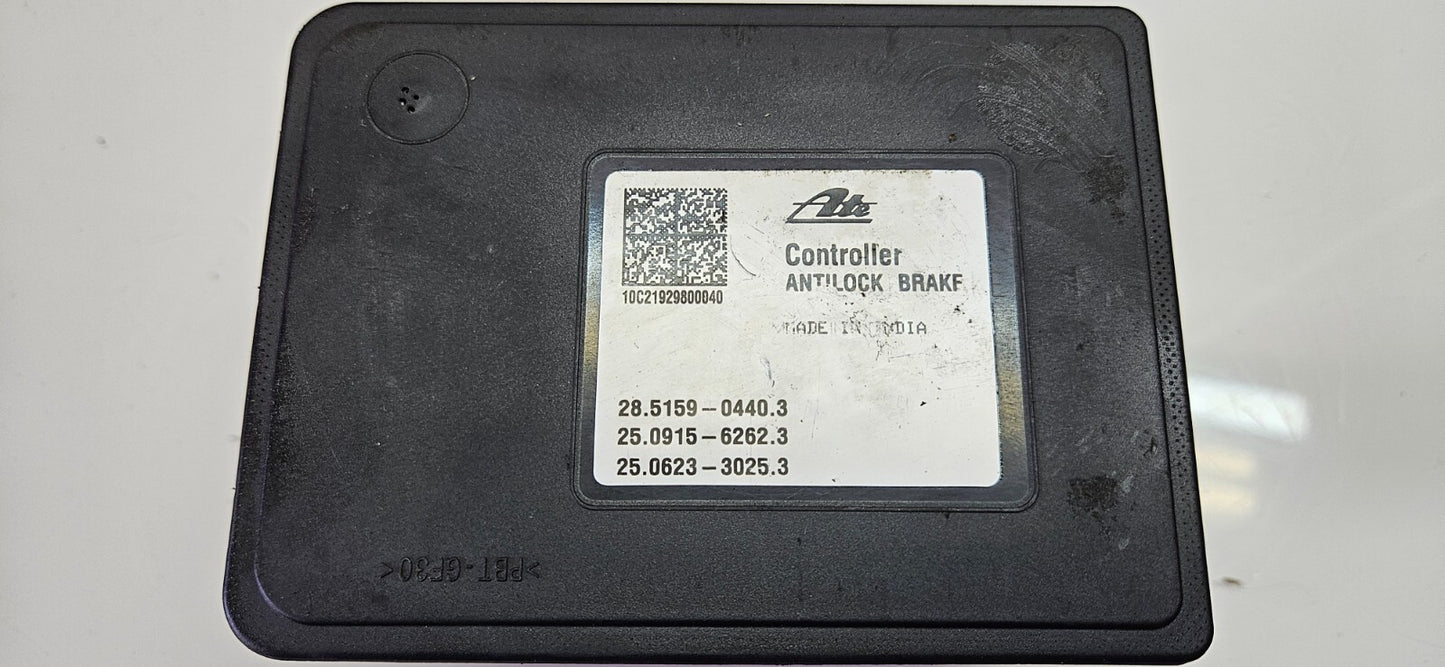 Ate
10C21929800840
Controller
ANTILOCK BRAKE
MADE IN INDIA
28.5159-0440.3
25.0915-6262.3
25.0623-3025.3
>PBT-GF30<